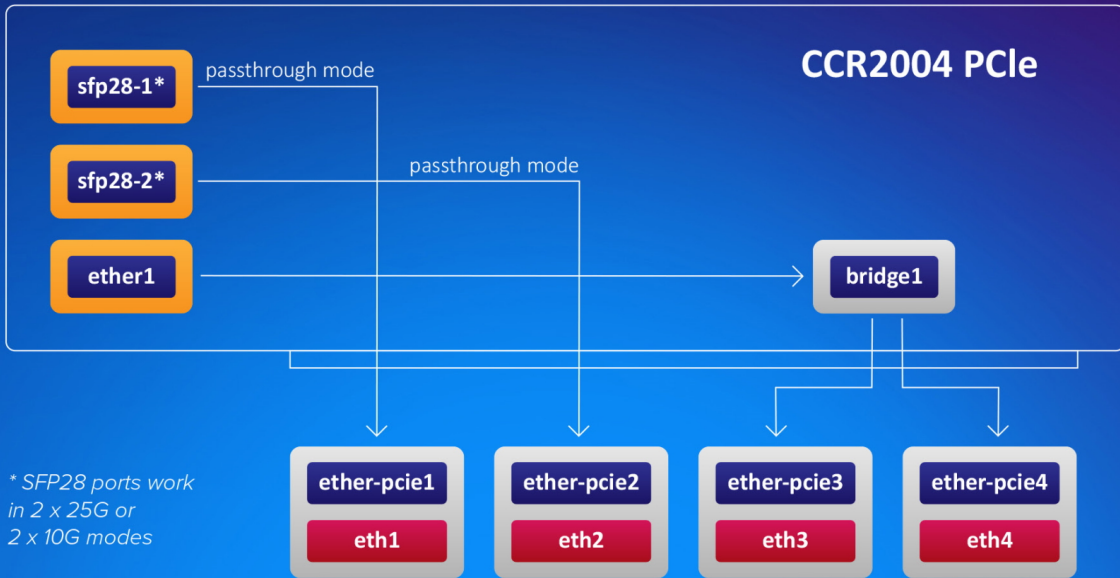 CCR2004 PCIe
sfp28-1*
passthrough mode
sfp28-2*
passthrough mode
ether1
bridge1
* SFP28 ports work
in 2 x 25G or
2 x 10G modes
ether-pcie1
eth1
ether-pcie2
eth2
ether-pcie3
eth3
ether-pcie4
eth4